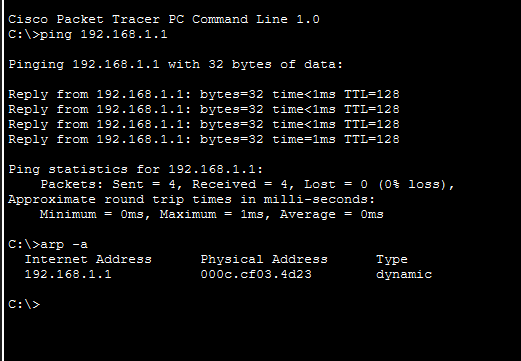 Cisco Packet Tracer PC Command Line 1.0
C:\>ping 192.168.1.1
Pinging 192.168.1.1 with 32 bytes of data:
Reply from 192.168.1.1: bytes=32 time<1ms TTL=128
Reply from 192.168.1.1: bytes=32 time<1ms TTL=128
Reply from 192.168.1.1: bytes=32 time<1ms TTL=128
Reply from 192.168.1.1: bytes=32 time=1ms TTL=128
Ping statistics for 192.168.1.1:
    Packets: Sent = 4, Received = 4, Lost = 0 (0% loss),
Approximate round trip times in milli-seconds:
    Minimum = 0ms, Maximum = 1ms, Average = 0ms
C:\>arp -a
  Internet Address      Physical Address      Type
  192.168.1.1           000c.cf03.4d23        dynamic
C:\>